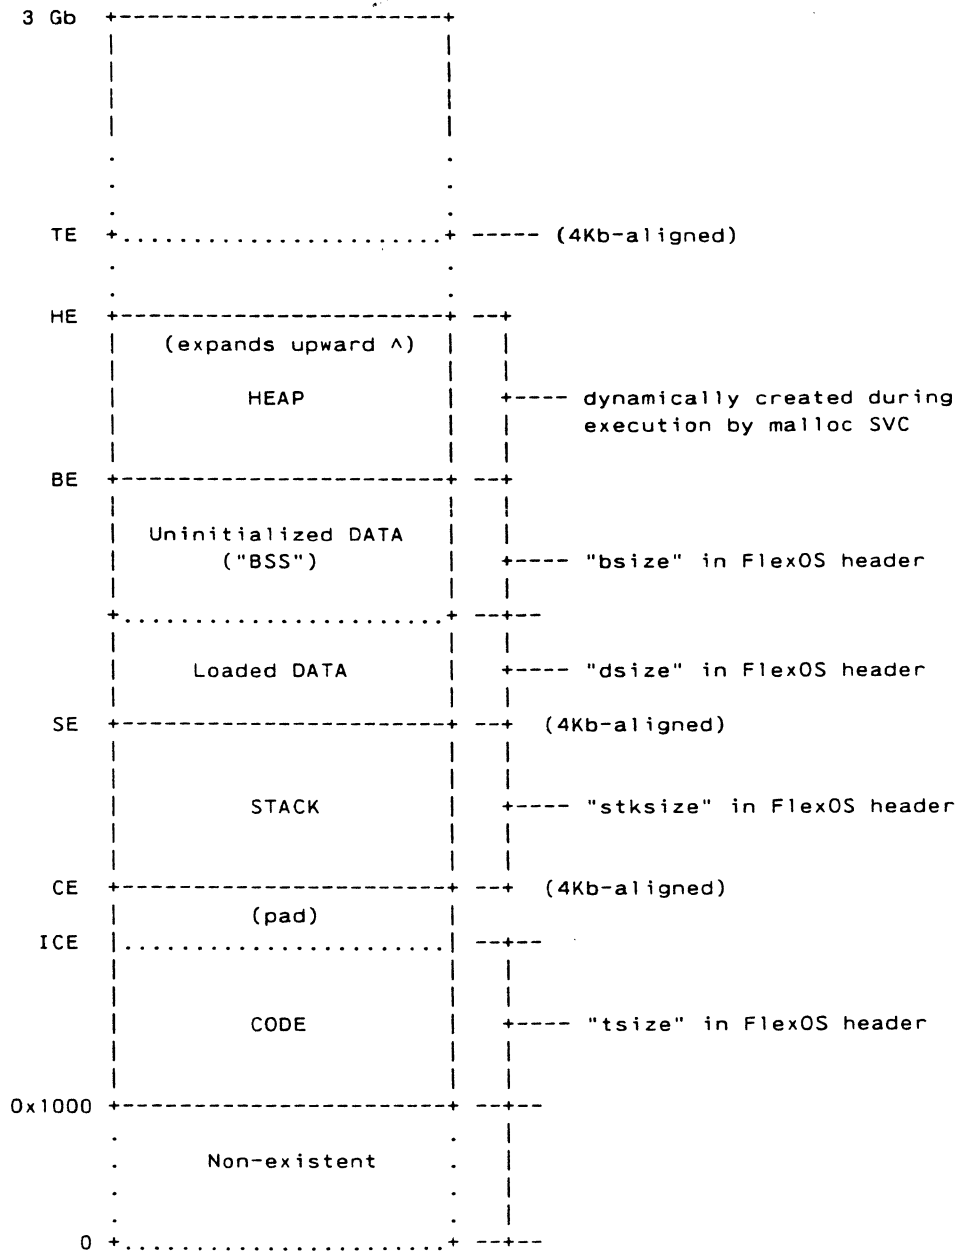 3 Gb
TE (4Kb-aligned)
HE
(expands upward ^)
HEAP dynamically created during
execution by malloc SVC
BE
Uninitialized DATA
("BSS") "bsize" in FlexOS header
Loaded DATA "dsize" in FlexOS header
SE (4Kb-aligned)
STACK "stksize" in FlexOS header
CE (4Kb-aligned)
(pad)
ICE
CODE "tsize" in FlexOS header
0x1000
Non-existent
0